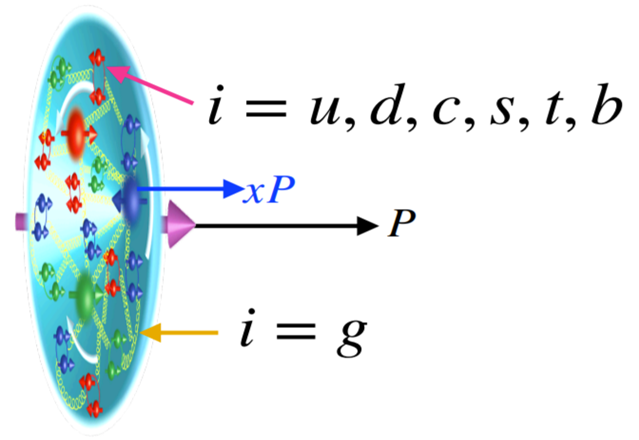 i = u, d, c, s, t, b
xP
P
i = g